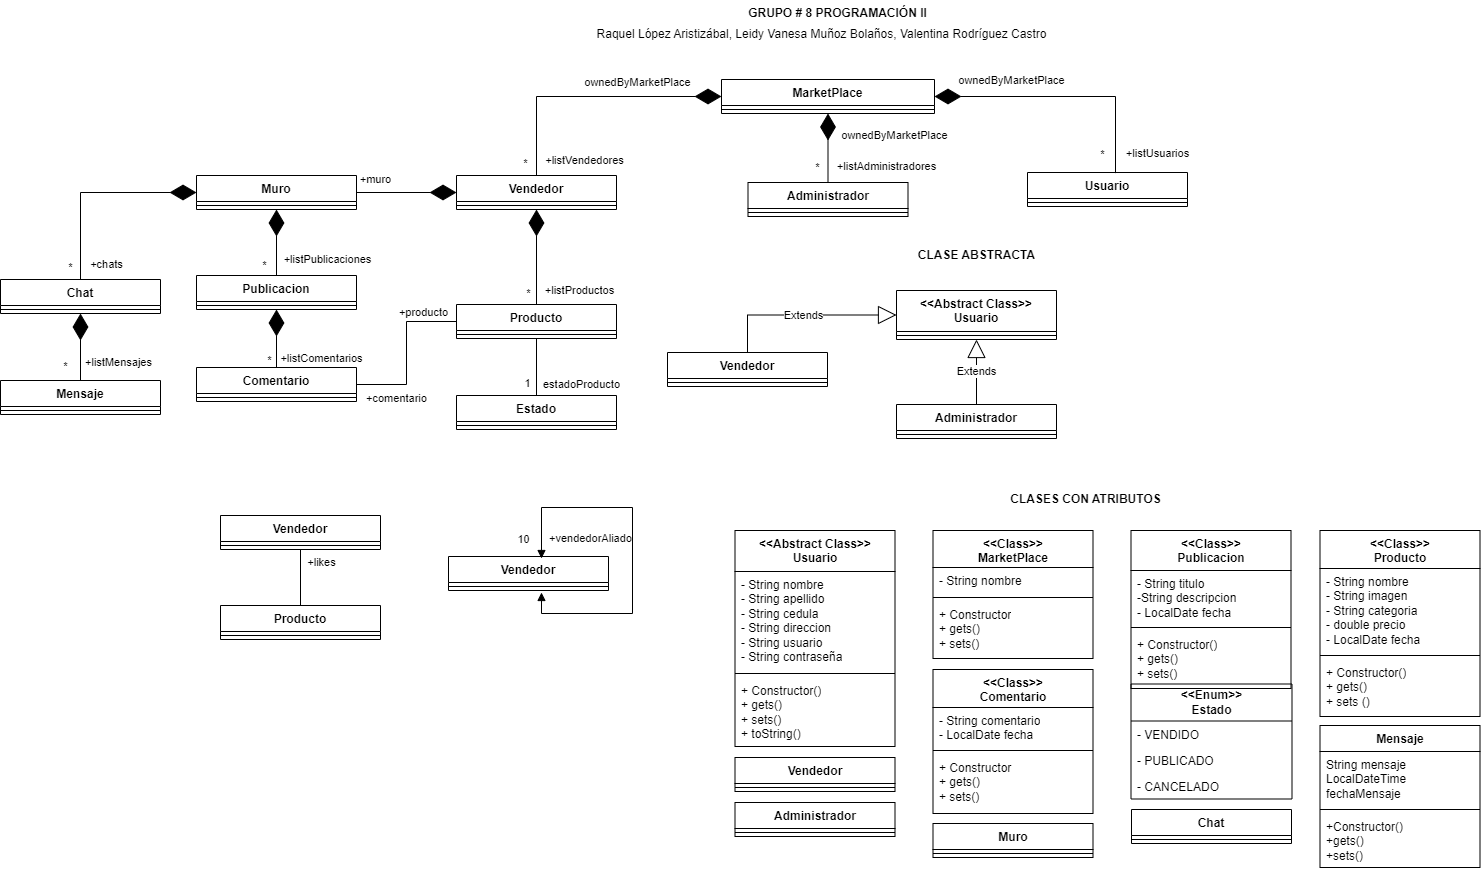 GRUPO # 8 PROGRAMACIÓN II
Raquel López Aristizábal, Leidy Vanesa Muñoz Bolaños, Valentina Rodríguez Castro
ownedByMarketPlace
MarketPlace
ownedByMarketPlace
ownedByMarketPlace
* +listVendedores
* +listAdministradores
* +listUsuarios
Muro
+muro
Vendedor
Administrador
Usuario
* +chats
* +listPublicaciones
* +listProductos
Chat
Publicacion
Producto
+producto
* +listMensajes
* +listComentarios
1 estadoProducto
Mensaje
Comentario
+comentario
Estado
CLASE ABSTRACTA
<<Abstract Class>>
Usuario
Extends
Vendedor
Extends
Administrador
Vendedor
+likes
Producto
10 +vendedorAliado
Vendedor
CLASES CON ATRIBUTOS
<<Abstract Class>>
Usuario
- String nombre
- String apellido
- String cedula
- String direccion
- String usuario
- String contraseña
+ Constructor()
+ gets()
+ sets()
+ toString()
Vendedor
Administrador
<<Class>>
MarketPlace
- String nombre
+ Constructor
+ gets()
+ sets()
<<Class>>
Comentario
- String comentario
- LocalDate fecha
+ Constructor
+ gets()
+ sets()
Muro
<<Class>>
Publicacion
- String titulo
-String descripcion
- LocalDate fecha
+ Constructor()
+ gets()
+ sets()
<<Enum>>
Estado
- VENDIDO
- PUBLICADO
- CANCELADO
Chat
<<Class>>
Producto
- String nombre
- String imagen
- String categoria
- double precio
- LocalDate fecha
+ Constructor()
+ gets()
+ sets ()
Mensaje
String mensaje
LocalDateTime
fechaMensaje
+Constructor()
+gets()
+sets()